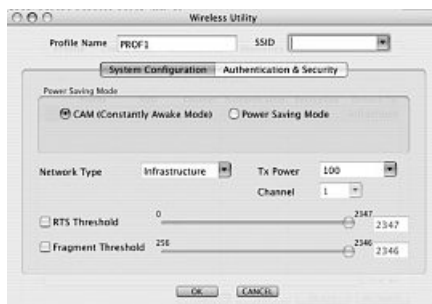 Wireless Utility
Profile Name PROF1 SSID
System Configuration Authentication & Security
Power Saving Mode
CAM (Constantly Awake Mode) Power Saving Mode
Network Type Infrastructure Tx Power 100
Channel 1
RTS Threshold 0 2347 2347
Fragment Threshold 256 2346 2346
OK CANCEL